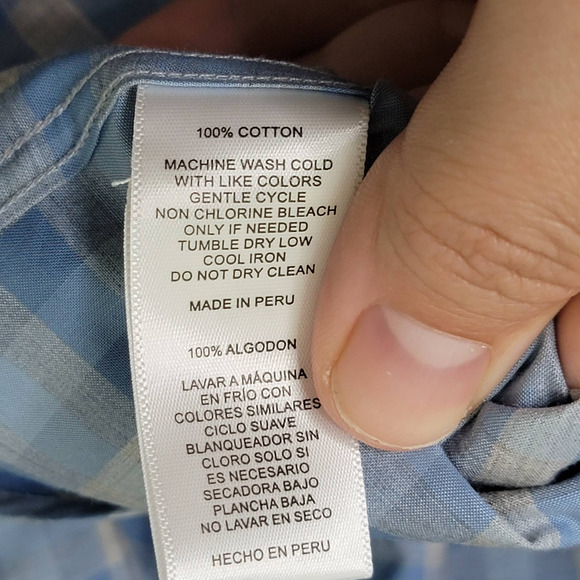 100% COTTON
MACHINE WASH COLD
WITH LIKE COLORS
GENTLE CYCLE
NON CHLORINE BLEACH
ONLY IF NEEDED
TUMBLE DRY LOW
COOL IRON
DO NOT DRY CLEAN
MADE IN PERU
100% ALGODON
LAVAR A MÁQUINA
EN FRÍO CON
COLORES SIMILARES
CICLO SUAVE
BLANQUEADOR SIN
CLORO SOLO SI
ES NECESARIO
SECADORA BAJO
PLANCHA BAJA
NO LAVAR EN SECO
HECHO EN PERU